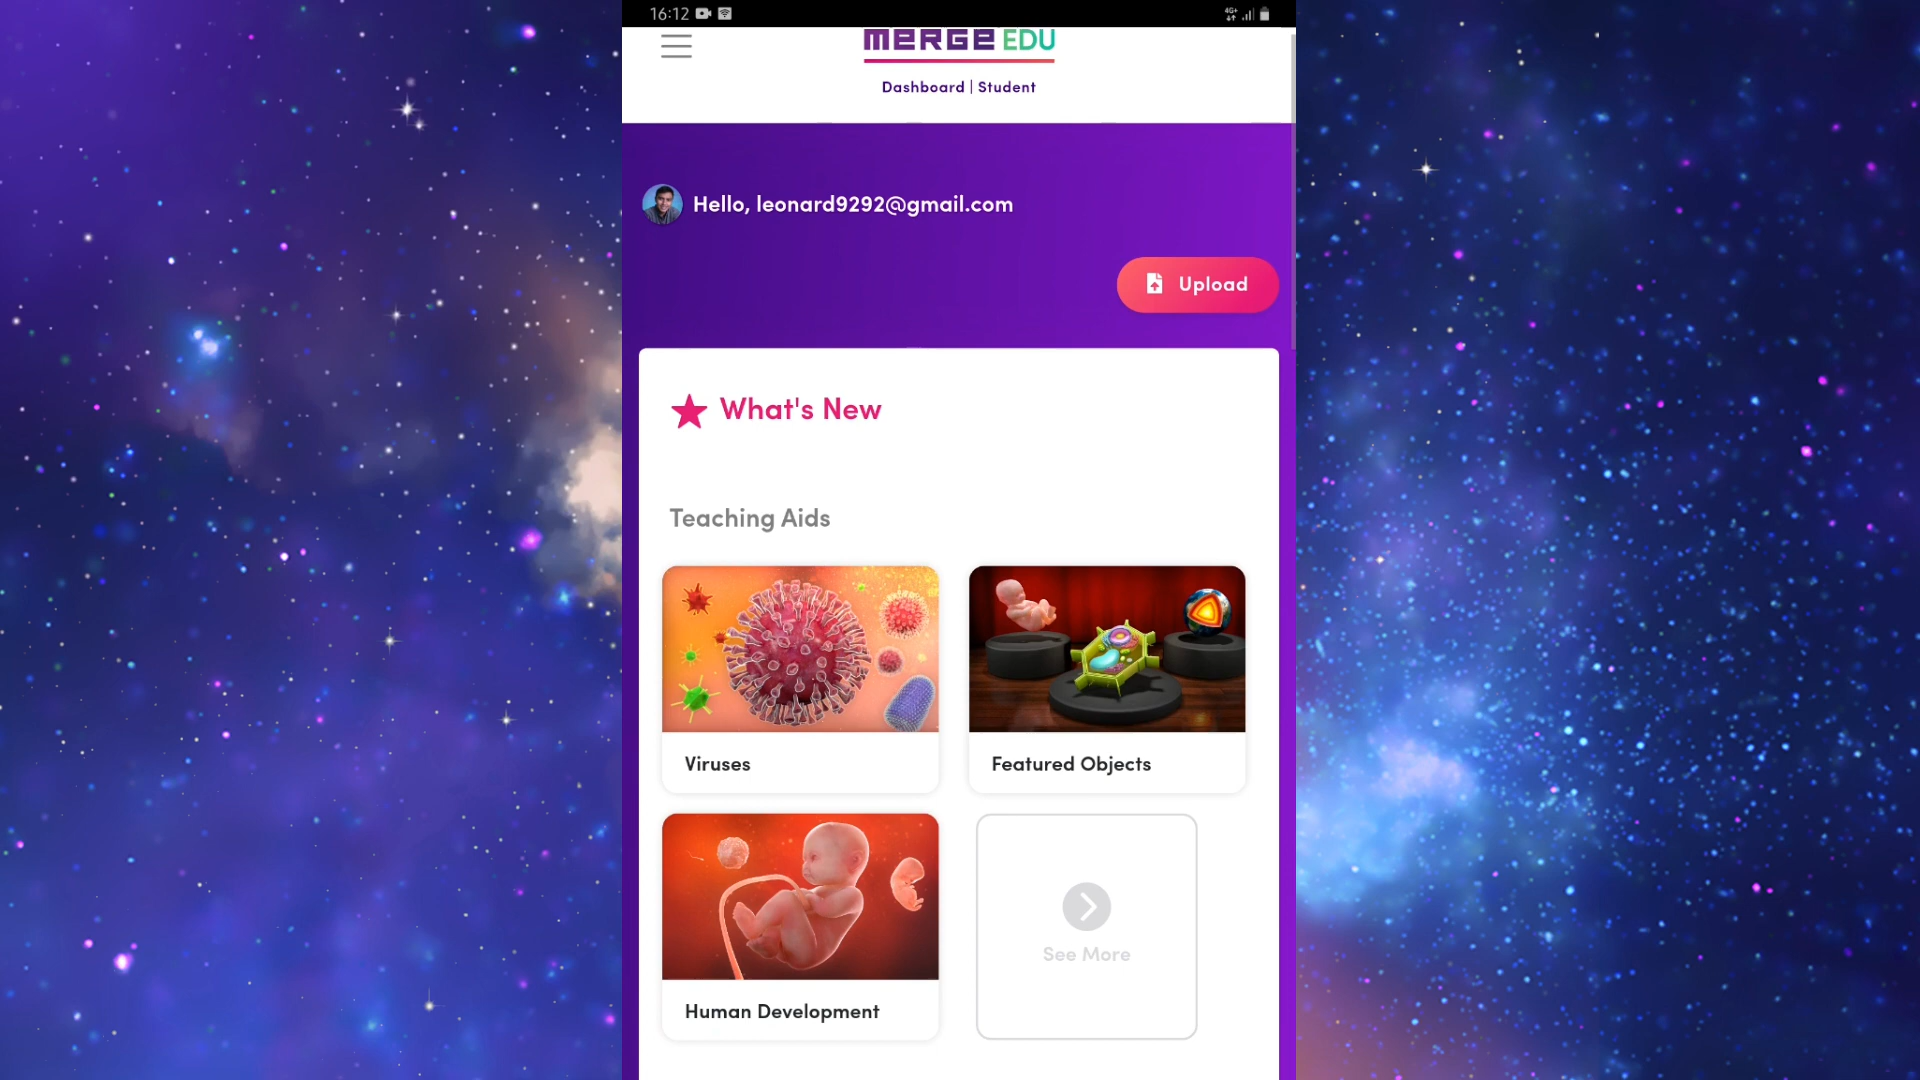 16:12
4G+
MERGE EDU
Dashboard | Student
Hello, leonard9292@gmail.com
Upload
What's New
Teaching Aids
Viruses
Featured Objects
Human Development
See More